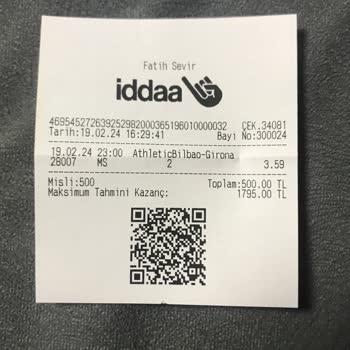 Fatih Sevir
iddaa
4695452726392529820003651960100000032 ÇEK.34081
Tarih:19.02.24 16:29:41 Bayi No:300024
19.02.24 23:00 AthleticBilbao-Girona
28007 MS 2 3.59
Misli:500 Toplam:500.00 TL
Maksimum Tahmini Kazanç: 1795.00 TL